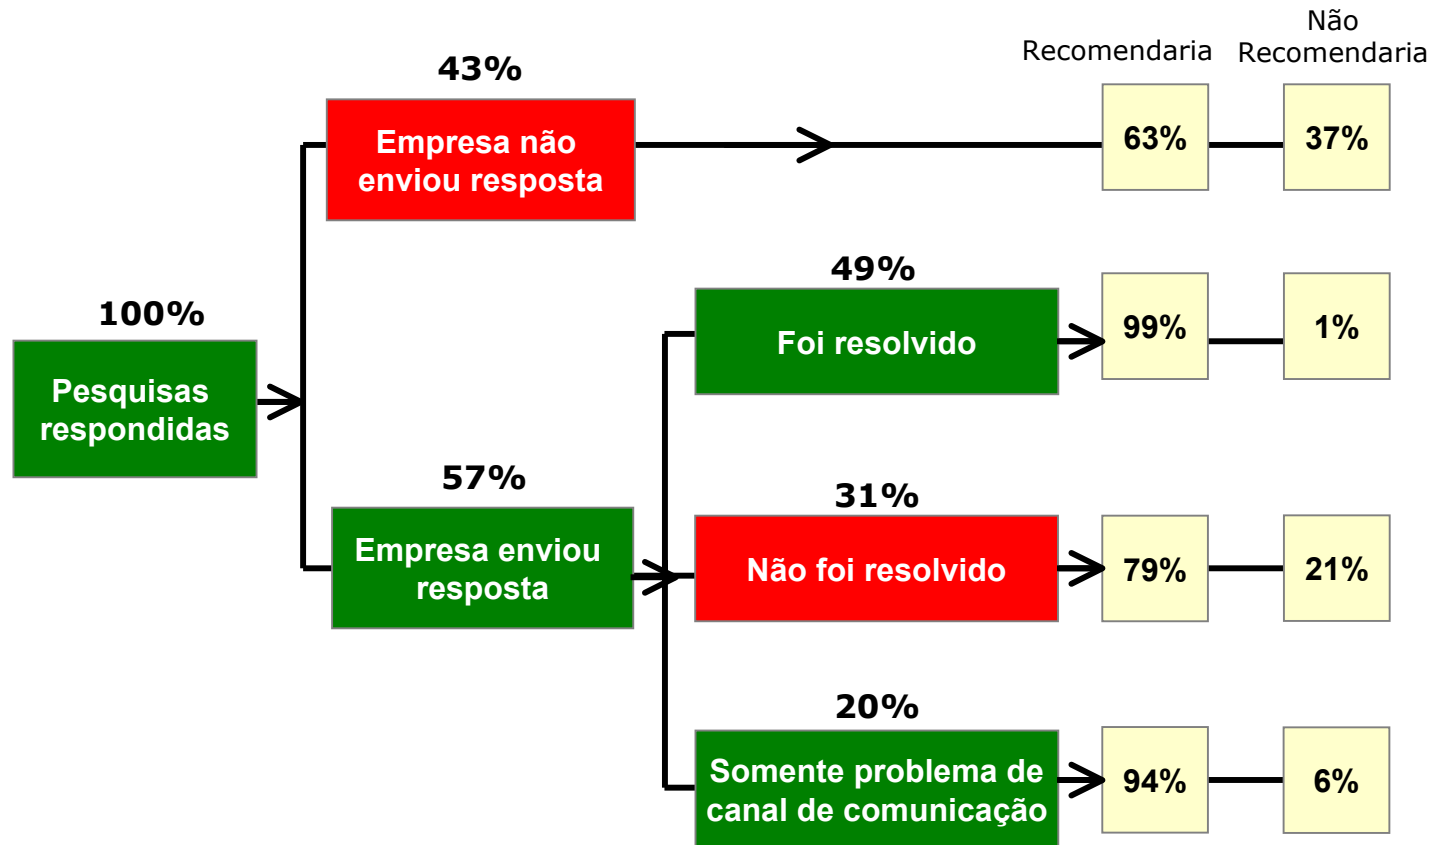 Recomendaria
Não
Recomendaria
43%
Empresa não
enviou resposta
63%
37%
49%
Foi resolvido
99%
1%
100%
Pesquisas
respondidas
57%
Empresa enviou
resposta
31%
Não foi resolvido
79%
21%
20%
Somente problema de
canal de comunicação
94%
6%